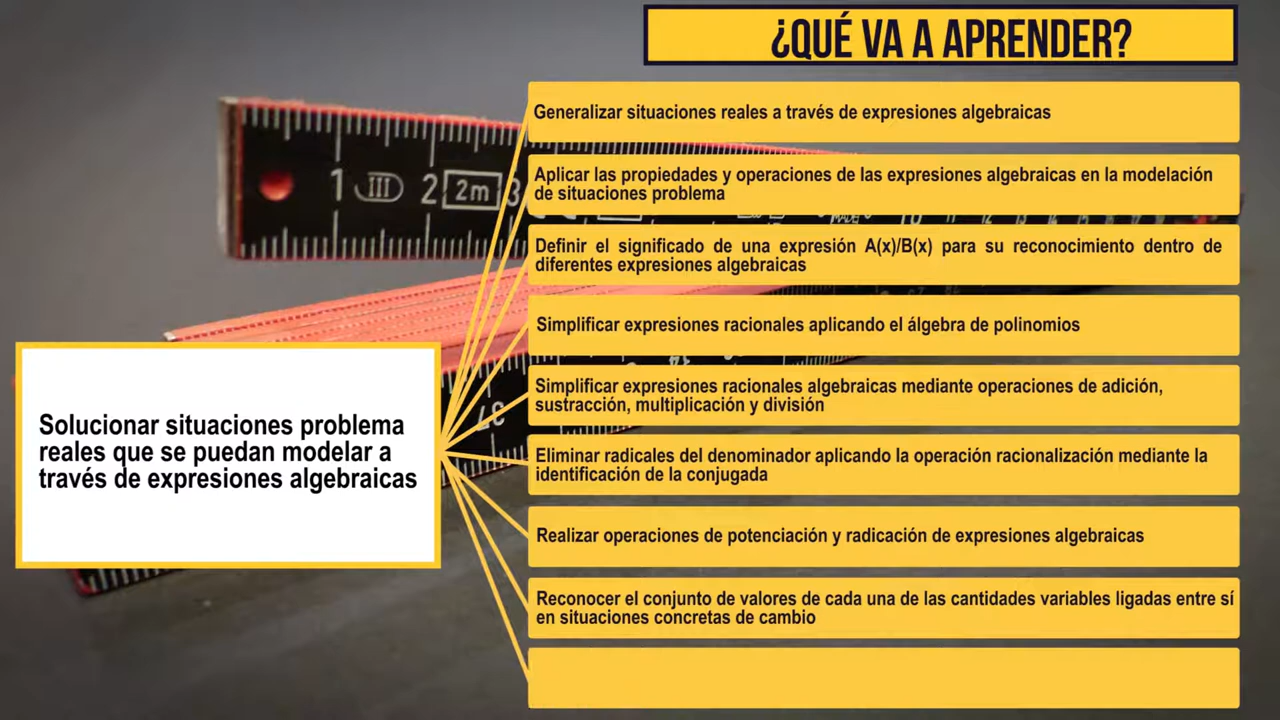 ¿QUÉ VA A APRENDER?
Generalizar situaciones reales a través de expresiones algebraicas
Aplicar las propiedades y operaciones de las expresiones algebraicas en la modelación
de situaciones problema
Definir el significado de una expresión A(x)/B(x) para su reconocimiento dentro de
diferentes expresiones algebraicas
Simplificar expresiones racionales aplicando el álgebra de polinomios
Simplificar expresiones racionales algebraicas mediante operaciones de adición,
sustracción, multiplicación y división
Eliminar radicales del denominador aplicando la operación racionalización mediante la
identificación de la conjugada
Realizar operaciones de potenciación y radicación de expresiones algebraicas
Reconocer el conjunto de valores de cada una de las cantidades variables ligadas entre sí
en situaciones concretas de cambio
Solucionar situaciones problema
reales que se puedan modelar a
través de expresiones algebraicas
1 III 2 2m 3
37